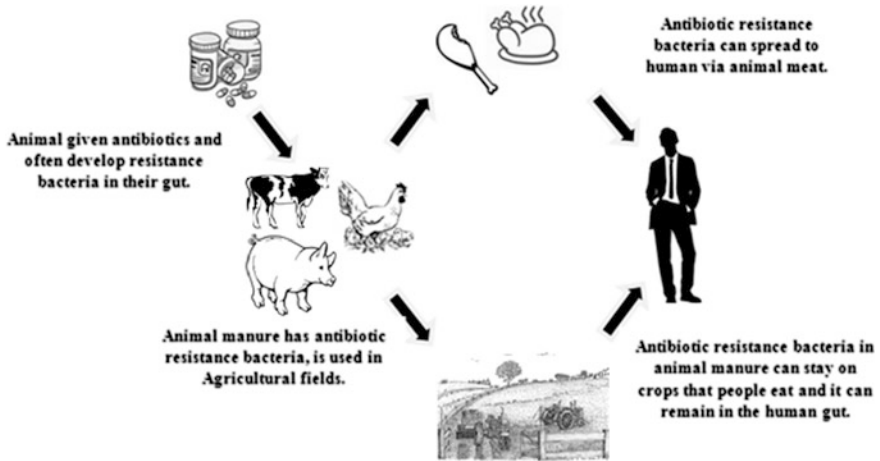 Antibiotic resistance
bacteria can spread to
human via animal meat.
Animal given antibiotics and
often develop resistance
bacteria in their gut.
Animal manure has antibiotic
resistance bacteria, is used in
Agricultural fields.
Antibiotic resistance bacteria in
animal manure can stay on
crops that people eat and it can
remain in the human gut.